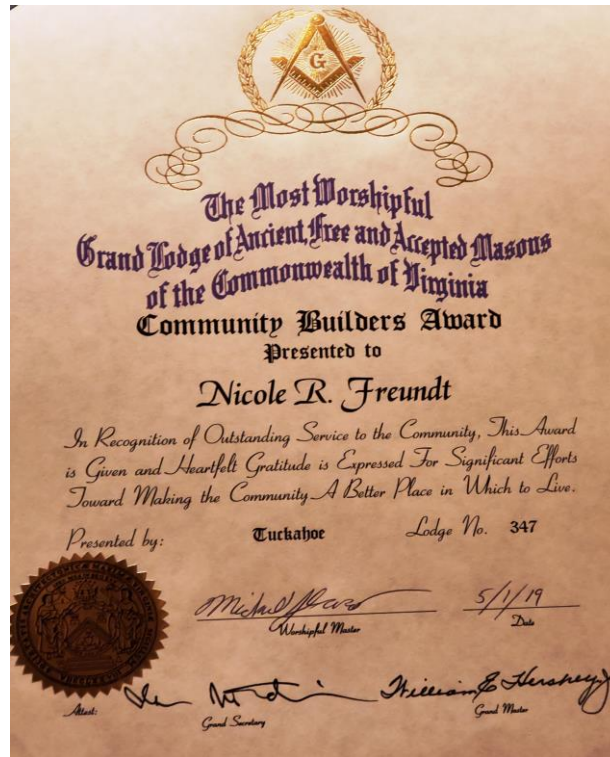 G
The Most Worshipful
Grand Lodge of Ancient, Free and Accepted Masons
of the Commonwealth of Virginia
Community Builders Award
Presented to
Nicole R. Freundt
In Recognition of Outstanding Service to the Community, This Award
is Given and Heartfelt Gratitude is Expressed For Significant Efforts
Toward Making the Community A Better Place in Which to Live.
Presented by: Tuckahoe Lodge No. 347
Michael 5/1/19
Worshipful Master Date
William E Hershey
Attest: Grand Secretary Grand Master